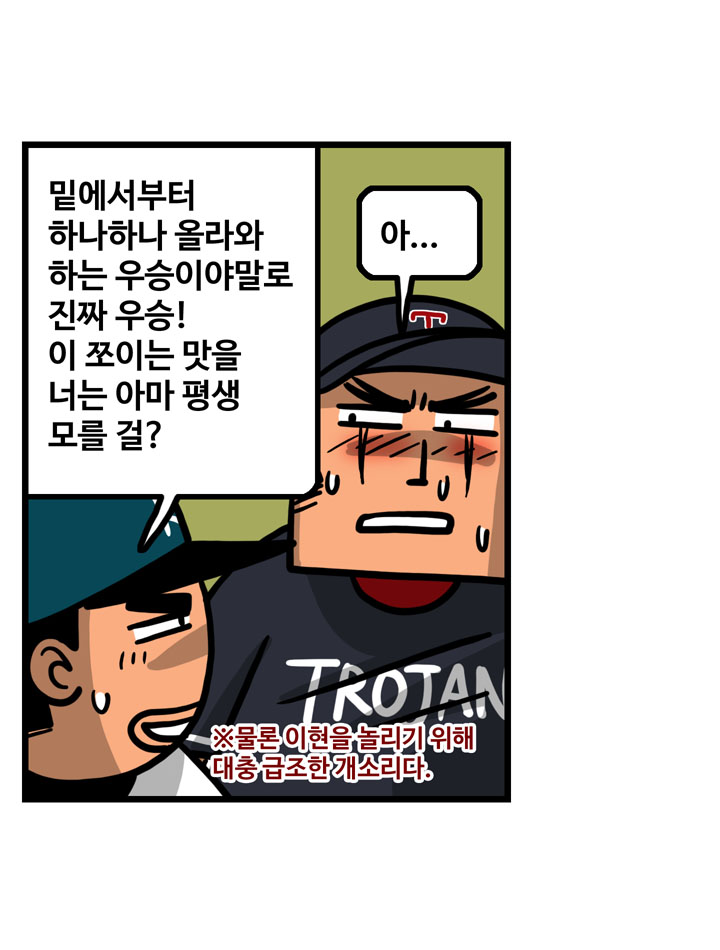 밑에서부터
하나하나 올라와
하는 우승이야말로
진짜 우승!
이 쪼이는 맛을
너는 아마 평생
모를 걸?
아...
T
TROJAN
※물론 이현을 놀리기 위해
대충 급조한 개소리다.